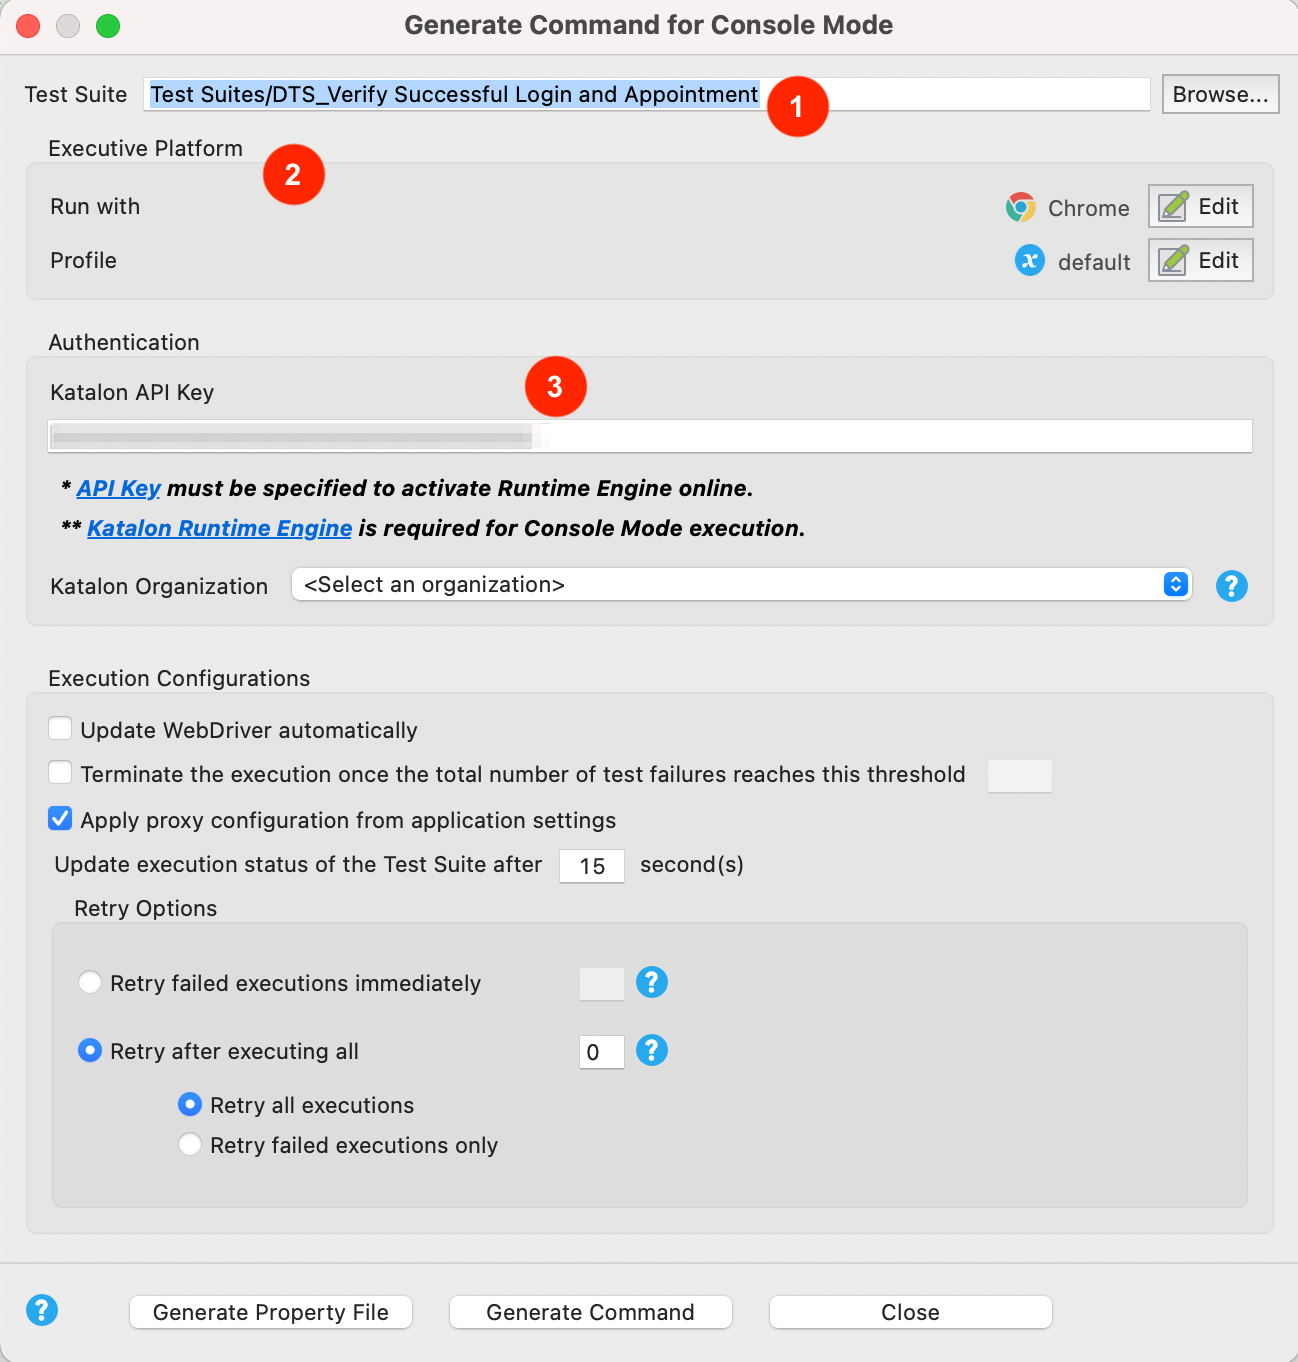 Generate Command for Console Mode
Test Suite Test Suites/DTS_Verify Successful Login and Appointment 1 Browse...
Executive Platform 2
Run with Chrome Edit
Profile x default Edit
Authentication
Katalon API Key 3
* API Key must be specified to activate Runtime Engine online.
** Katalon Runtime Engine is required for Console Mode execution.
Katalon Organization <Select an organization> ?
Execution Configurations
Update WebDriver automatically
Terminate the execution once the total number of test failures reaches this threshold
Apply proxy configuration from application settings
Update execution status of the Test Suite after 15 second(s)
Retry Options
Retry failed executions immediately ?
Retry after executing all 0 ?
Retry all executions
Retry failed executions only
? Generate Property File Generate Command Close